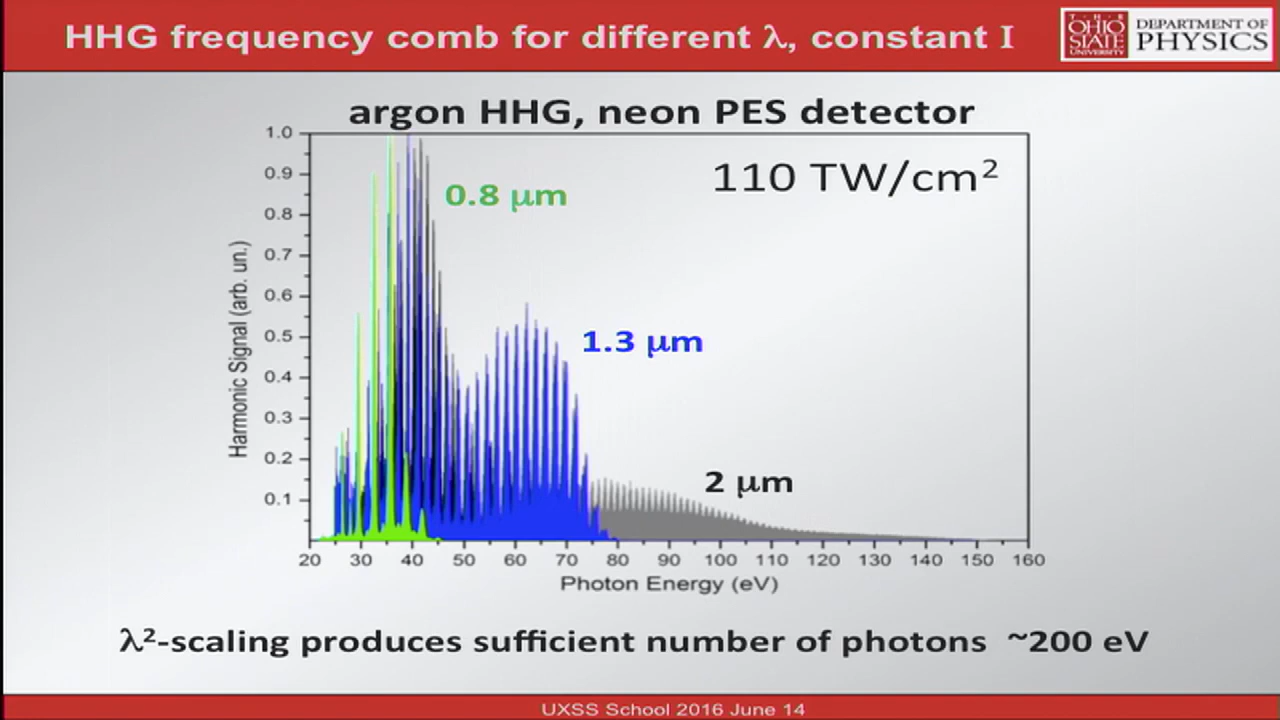 HHG frequency comb for different λ, constant I
THE
OHIO
STATE
UNIVERSITY
DEPARTMENT OF
PHYSICS
argon HHG, neon PES detector
110 TW/cm²
0.8 μm
1.3 μm
2 μm
Harmonic Signal (arb. un.)
1.0
0.9
0.8
0.7
0.6
0.5
0.4
0.3
0.2
0.1
20 30 40 50 60 70 80 90 100 110 120 130 140 150 160
Photon Energy (eV)
λ²-scaling produces sufficient number of photons ~200 eV
UXSS School 2016 June 14